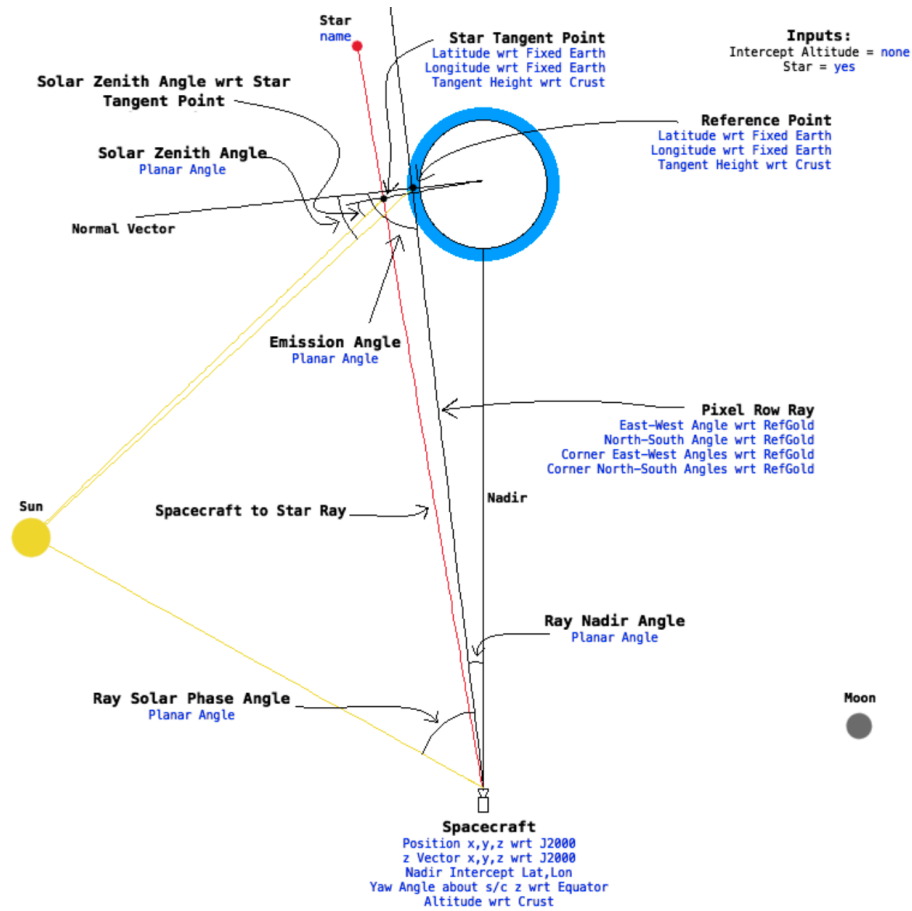 Star
name
Star Tangent Point
Latitude wrt Fixed Earth
Longitude wrt Fixed Earth
Tangent Height wrt Crust
Inputs:
Intercept Altitude = none
Star = yes
Solar Zenith Angle wrt Star
Tangent Point
Reference Point
Latitude wrt Fixed Earth
Longitude wrt Fixed Earth
Tangent Height wrt Crust
Solar Zenith Angle
Planar Angle
Normal Vector
Emission Angle
Planar Angle
Pixel Row Ray
East-West Angle wrt RefGold
North-South Angle wrt RefGold
Corner East-West Angles wrt RefGold
Corner North-South Angles wrt RefGold
Nadir
Sun
Spacecraft to Star Ray
Ray Nadir Angle
Planar Angle
Ray Solar Phase Angle
Planar Angle
Moon
Spacecraft
Position x,y,z wrt J2000
z Vector x,y,z wrt J2000
Nadir Intercept Lat,Lon
Yaw Angle about s/c z wrt Equator
Altitude wrt Crust